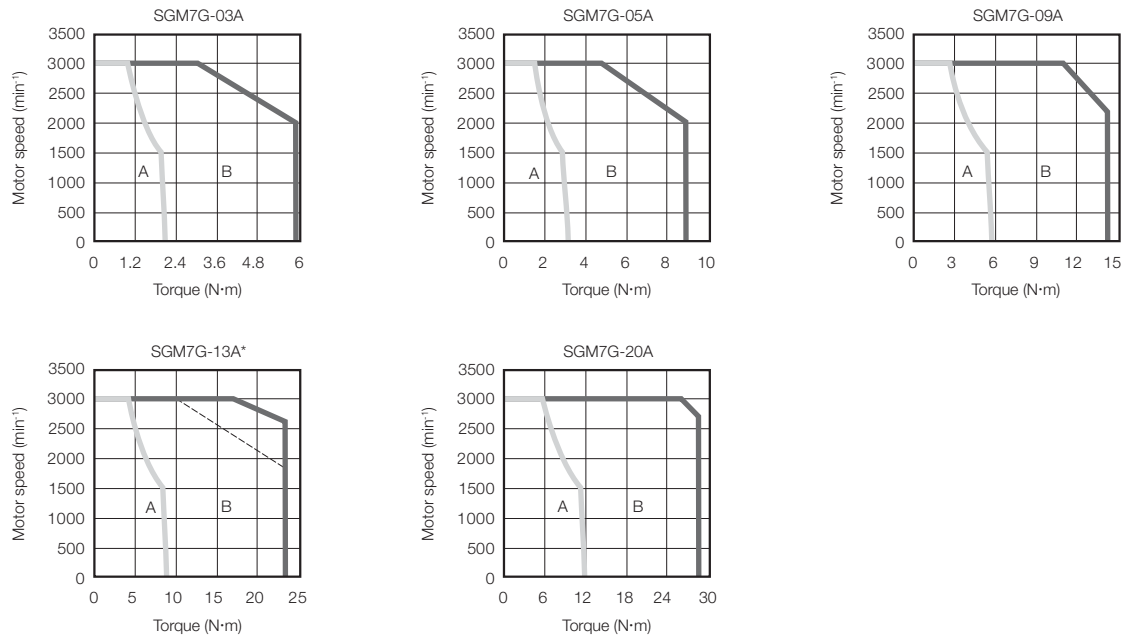 SGM7G-03A
Motor speed (min-1)
3500
3000
2500
2000
1500
1000
500
0
A
B
0 1.2 2.4 3.6 4.8 6
Torque (N•m)
SGM7G-05A
Motor speed (min-1)
3500
3000
2500
2000
1500
1000
500
0
A
B
0 2 4 6 8 10
Torque (N•m)
SGM7G-09A
Motor speed (min-1)
3500
3000
2500
2000
1500
1000
500
0
A
B
0 3 6 9 12 15
Torque (N•m)
SGM7G-13A*
Motor speed (min-1)
3500
3000
2500
2000
1500
1000
500
0
A
B
0 5 10 15 20 25
Torque (N•m)
SGM7G-20A
Motor speed (min-1)
3500
3000
2500
2000
1500
1000
500
0
A
B
0 6 12 18 24 30
Torque (N•m)